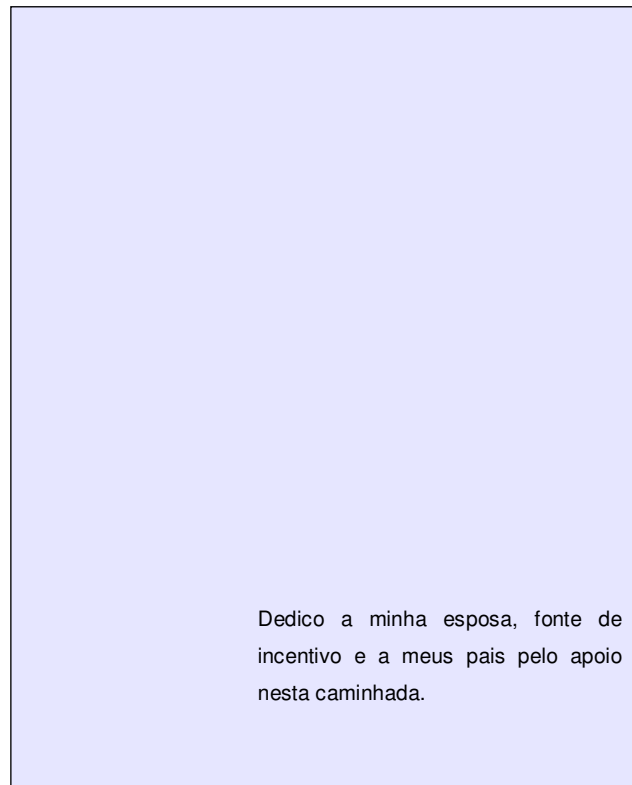 Dedico a minha esposa, fonte de
incentivo e a meus pais pelo apoio
nesta caminhada.